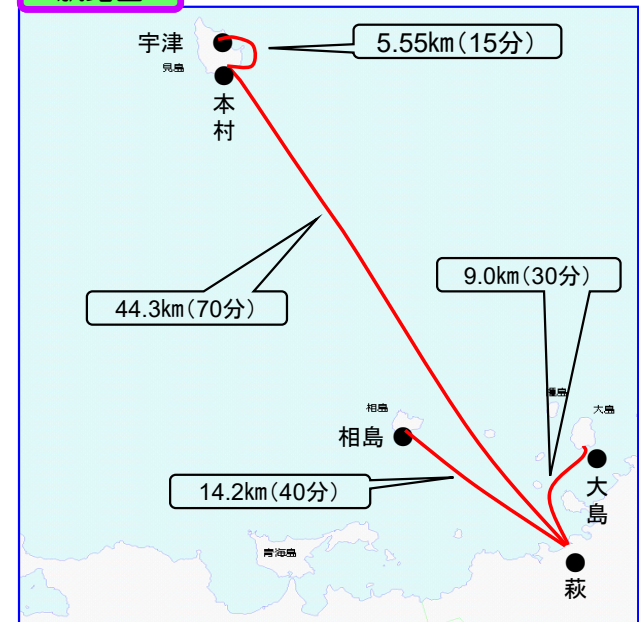 宇津
見島
5.55km(15分)
本村
9.0km(30分)
44.3km(70分)
相島
大島
相島
14.2km(40分)
大島
青海島
萩